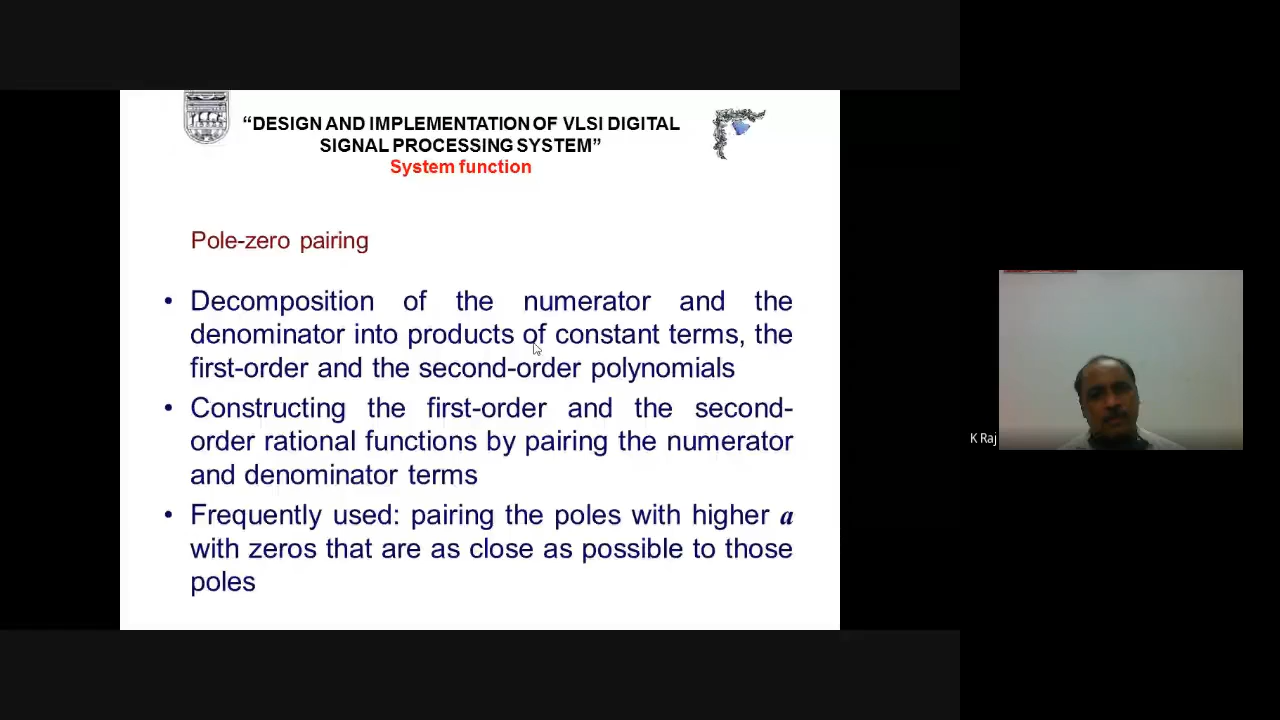 “DESIGN AND IMPLEMENTATION OF VLSI DIGITAL
SIGNAL PROCESSING SYSTEM”
System function
Pole-zero pairing
• Decomposition of the numerator and the
denominator into products of constant terms, the
first-order and the second-order polynomials
• Constructing the first-order and the second-
order rational functions by pairing the numerator
and denominator terms
• Frequently used: pairing the poles with higher a
with zeros that are as close as possible to those
poles
K Raj